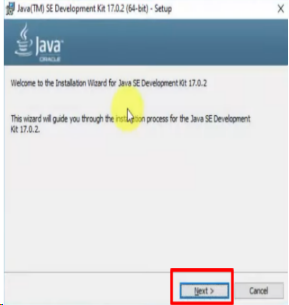 Java(TM) SE Development Kit 17.0.2 (64-bit) - Setup
Java
ORACLE
Welcome to the Installation Wizard for Java SE Development Kit 17.0.2
This wizard will guide you through the installation process for the Java SE Development
Kit 17.0.2.
Next >
Cancel